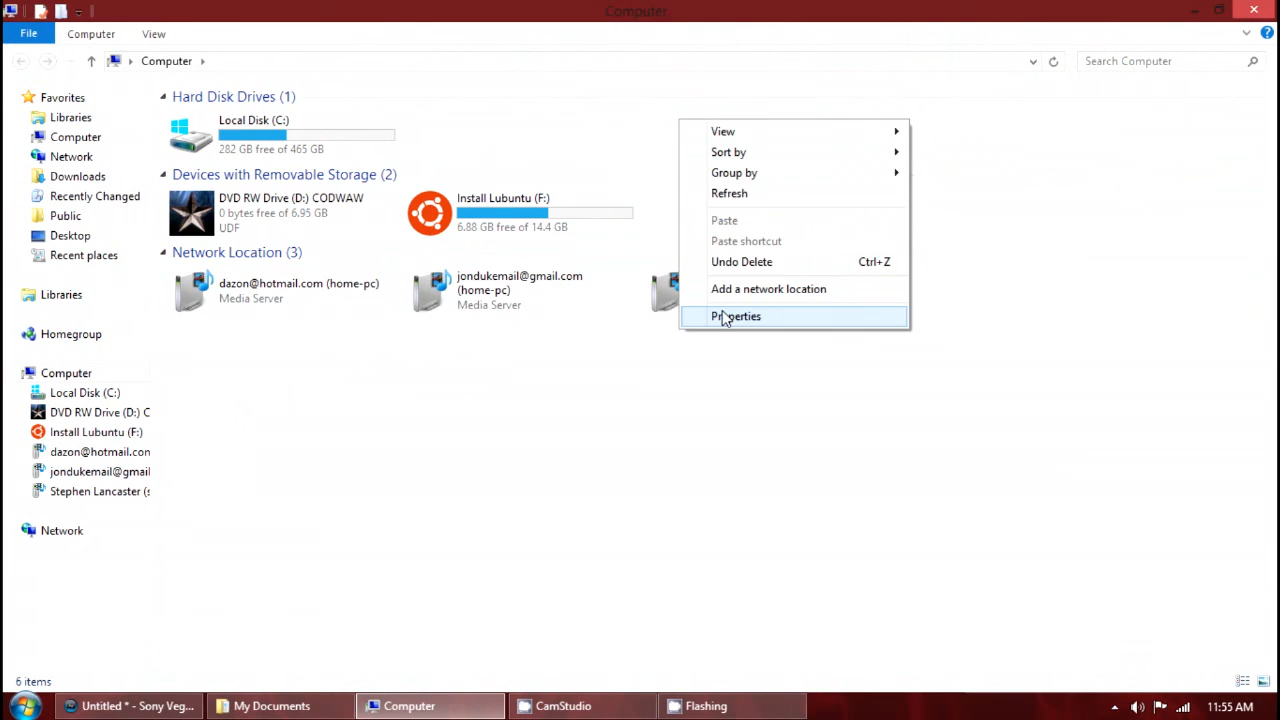 Computer
File
Computer
View
Computer
Search Computer
Favorites
Libraries
Computer
Network
Downloads
Recently Changed
Public
Desktop
Recent places
Libraries
Homegroup
Computer
Local Disk (C:)
DVD RW Drive (D:) C
Install Lubuntu (F:)
dazon@hotmail.con
jondukemail@gmail
Stephen Lancaster (s
Network
Hard Disk Drives (1)
Local Disk (C:)
282 GB free of 465 GB
Devices with Removable Storage (2)
DVD RW Drive (D:) CODWAW
0 bytes free of 6.95 GB
UDF
Install Lubuntu (F:)
6.88 GB free of 14.4 GB
Network Location (3)
dazon@hotmail.com (home-pc)
Media Server
jondukemail@gmail.com
(home-pc)
Media Server
View
Sort by
Group by
Refresh
Paste
Paste shortcut
Undo Delete Ctrl+Z
Add a network location
Properties
6 items
Untitled * - Sony Veg...
My Documents
Computer
CamStudio
Flashing
11:55 AM